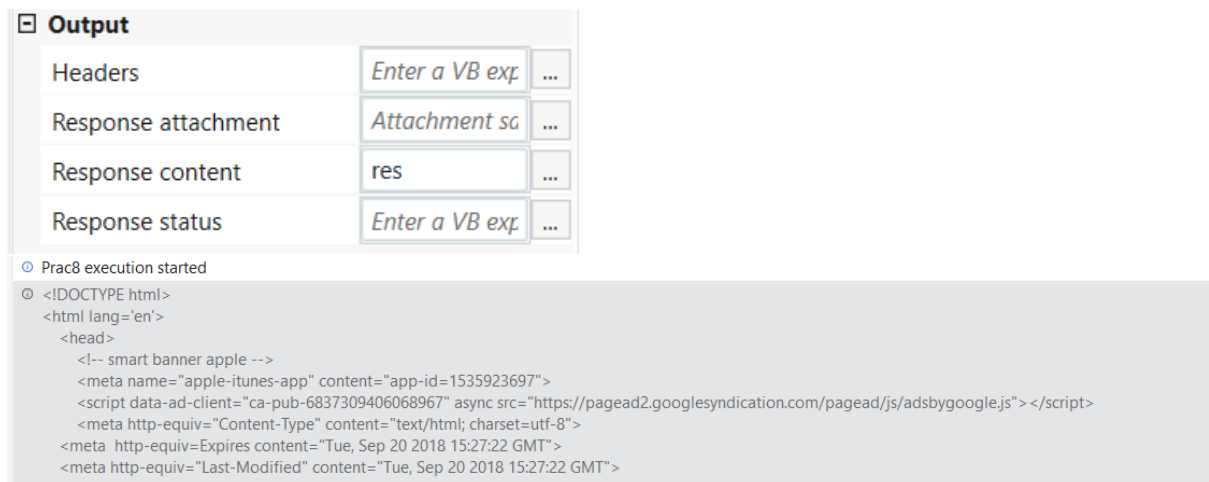 Output
Headers Enter a VB exp ...
Response attachment Attachment sa ...
Response content res ...
Response status Enter a VB exp ...
Prac8 execution started
<!DOCTYPE html>
<html lang='en'>
<head>
<!-- smart banner apple -->
<meta name="apple-itunes-app" content="app-id=1535923697">
<script data-ad-client="ca-pub-6837309406068967" async src="https://pagead2.googlesyndication.com/pagead/js/adsbygoogle.js"></script>
<meta http-equiv="Content-Type" content="text/html; charset=utf-8">
<meta  http-equiv=Expires content="Tue, Sep 20 2018 15:27:22 GMT">
<meta http-equiv="Last-Modified" content="Tue, Sep 20 2018 15:27:22 GMT">